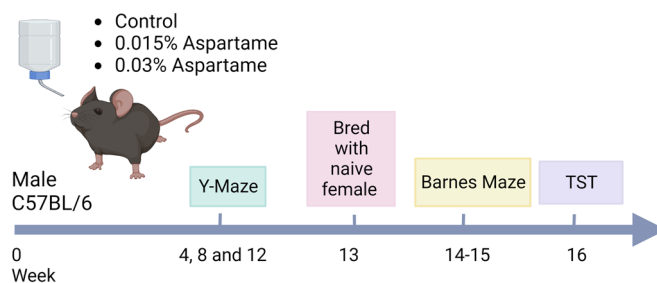 • Control
• 0.015% Aspartame
• 0.03% Aspartame
Male
C57BL/6
Y-Maze
Bred
with
naive
female
Barnes Maze
TST
0
Week
4, 8 and 12
13
14-15
16